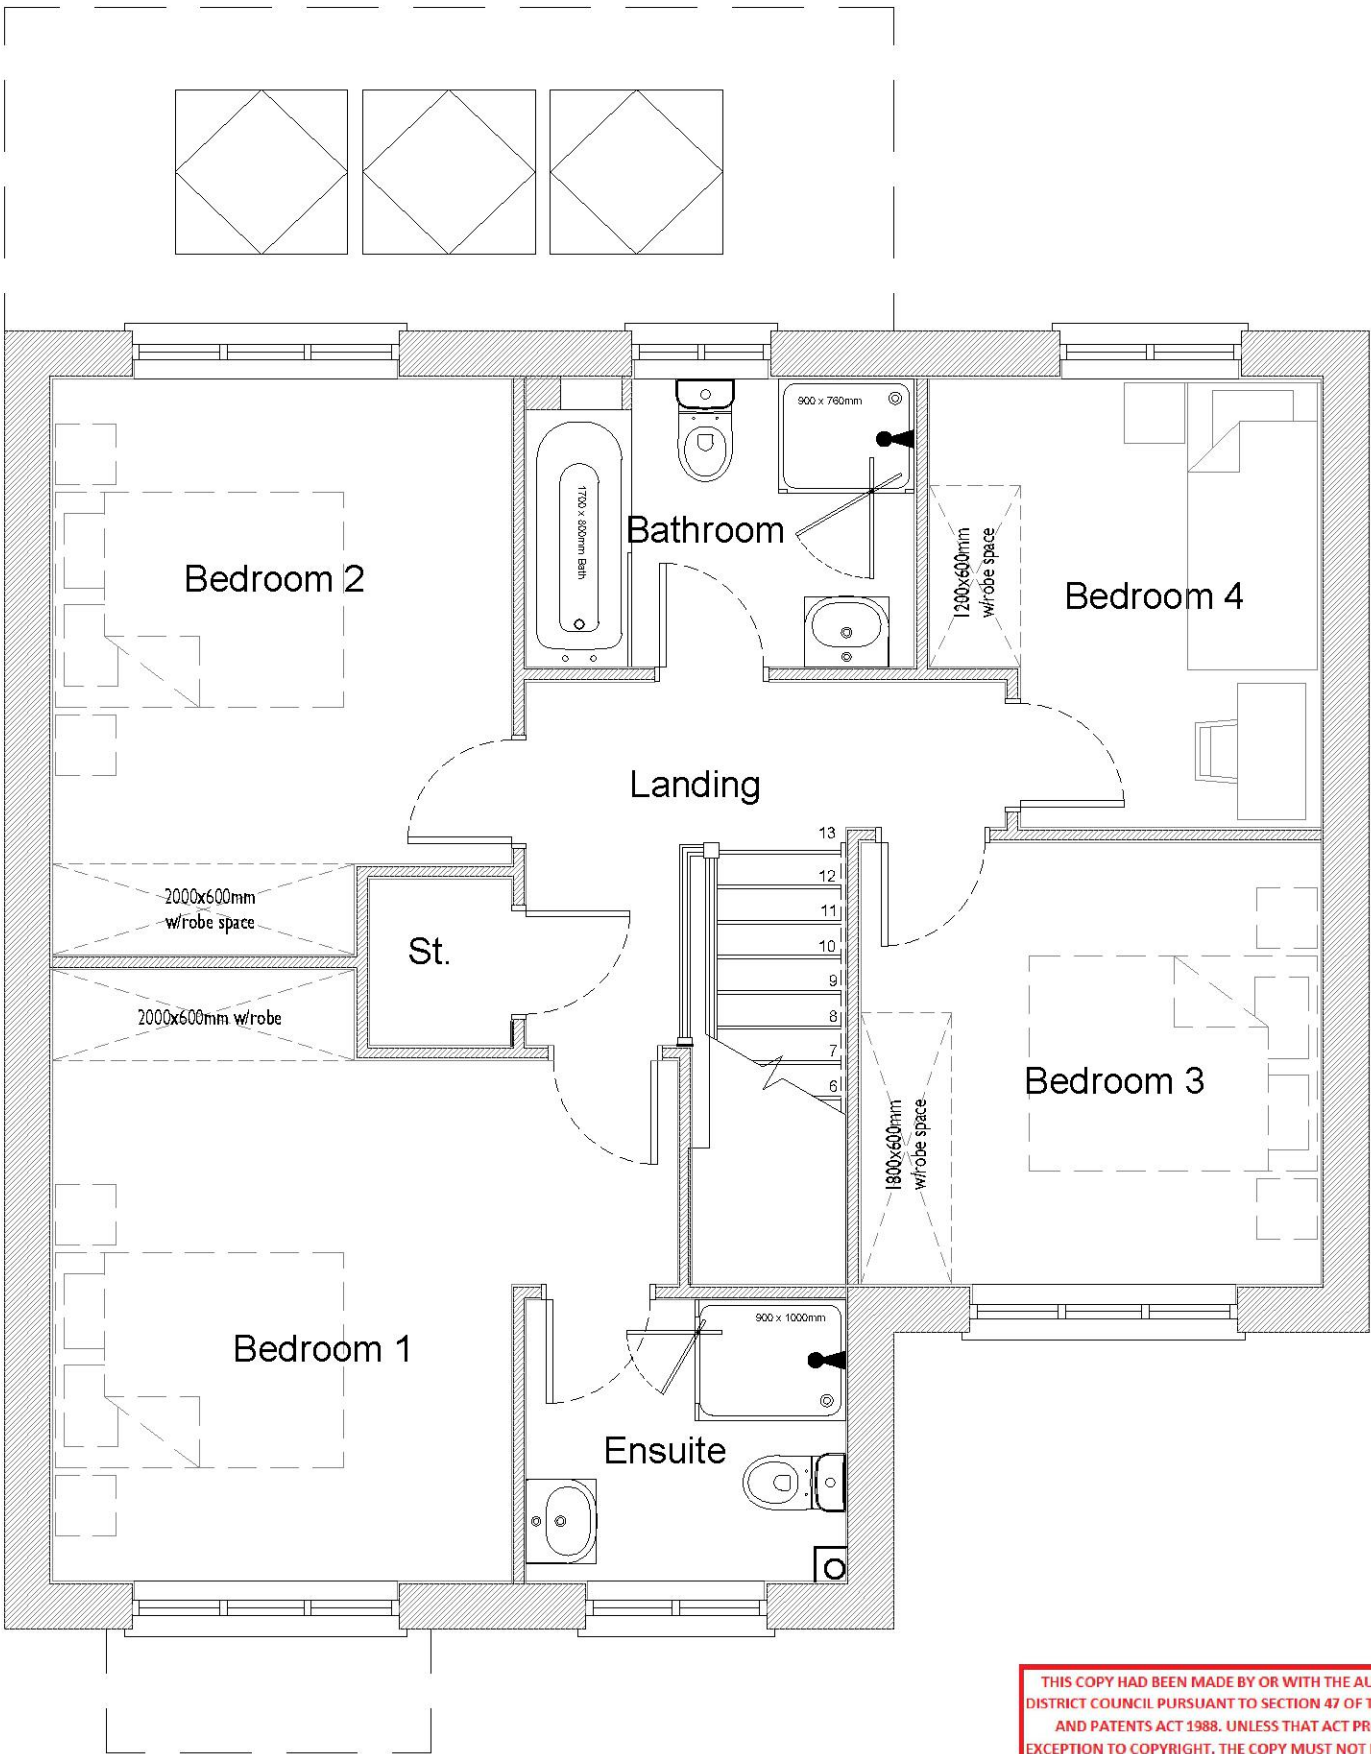 900 x 760mm
1700 x 800mm Bath
Bathroom
Bedroom 2
1200x600mm
w/robe space
Bedroom 4
Landing
13
12
11
10
9
8
7
6
2000x600mm
w/robe space
St.
2000x600mm w/robe
Bedroom 3
1800x600mm
w/robe space
900 x 1000mm
Bedroom 1
Ensuite
THIS COPY HAD BEEN MADE BY OR WITH THE AU
DISTRICT COUNCIL PURSUANT TO SECTION 47 OF T
AND PATENTS ACT 1988. UNLESS THAT ACT PR
EXCEPTION TO COPYRIGHT, THE COPY MUST NOT